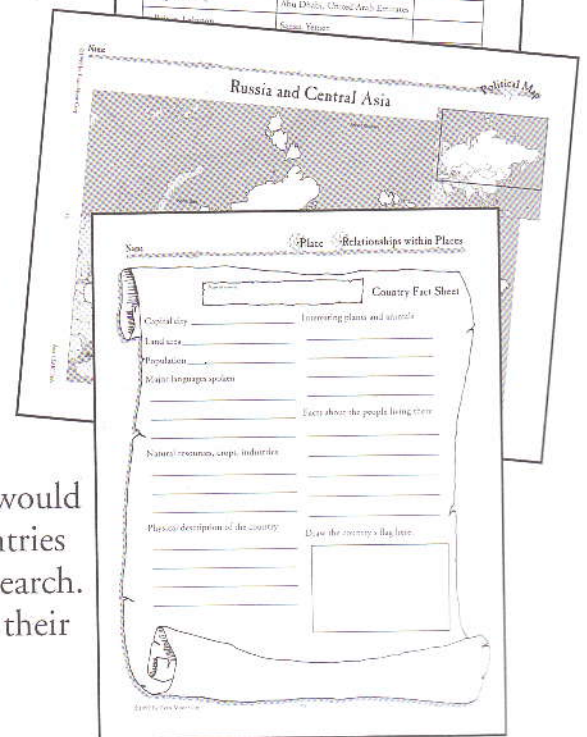 Abu Dhabi, United Arab Emirates
Beirut, Lebanon
Sanaa, Yemen
Name
Political Map
Russia and Central Asia
Name
Place Relationships within Places
Country Fact Sheet
Capital city
Interesting plants and animals
Land area
Population
Major languages spoken
Facts about the people living there
Natural resources, crops, industries
would
Physical description of the country
Draw the country's flag here.
ntries
earch.
their